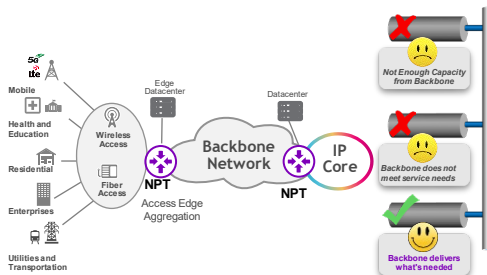 5G
lte
Mobile
Health and
Education
Residential
Enterprises
Utilities and
Transportation
Wireless
Access
Fiber
Access
Edge
Datacenter
NPT
Access Edge
Aggregation
Backbone
Network
Datacenter
NPT
IP
Core
Not Enough Capacity
from Backbone
Backbone does not
meet service needs
Backbone delivers
what's needed